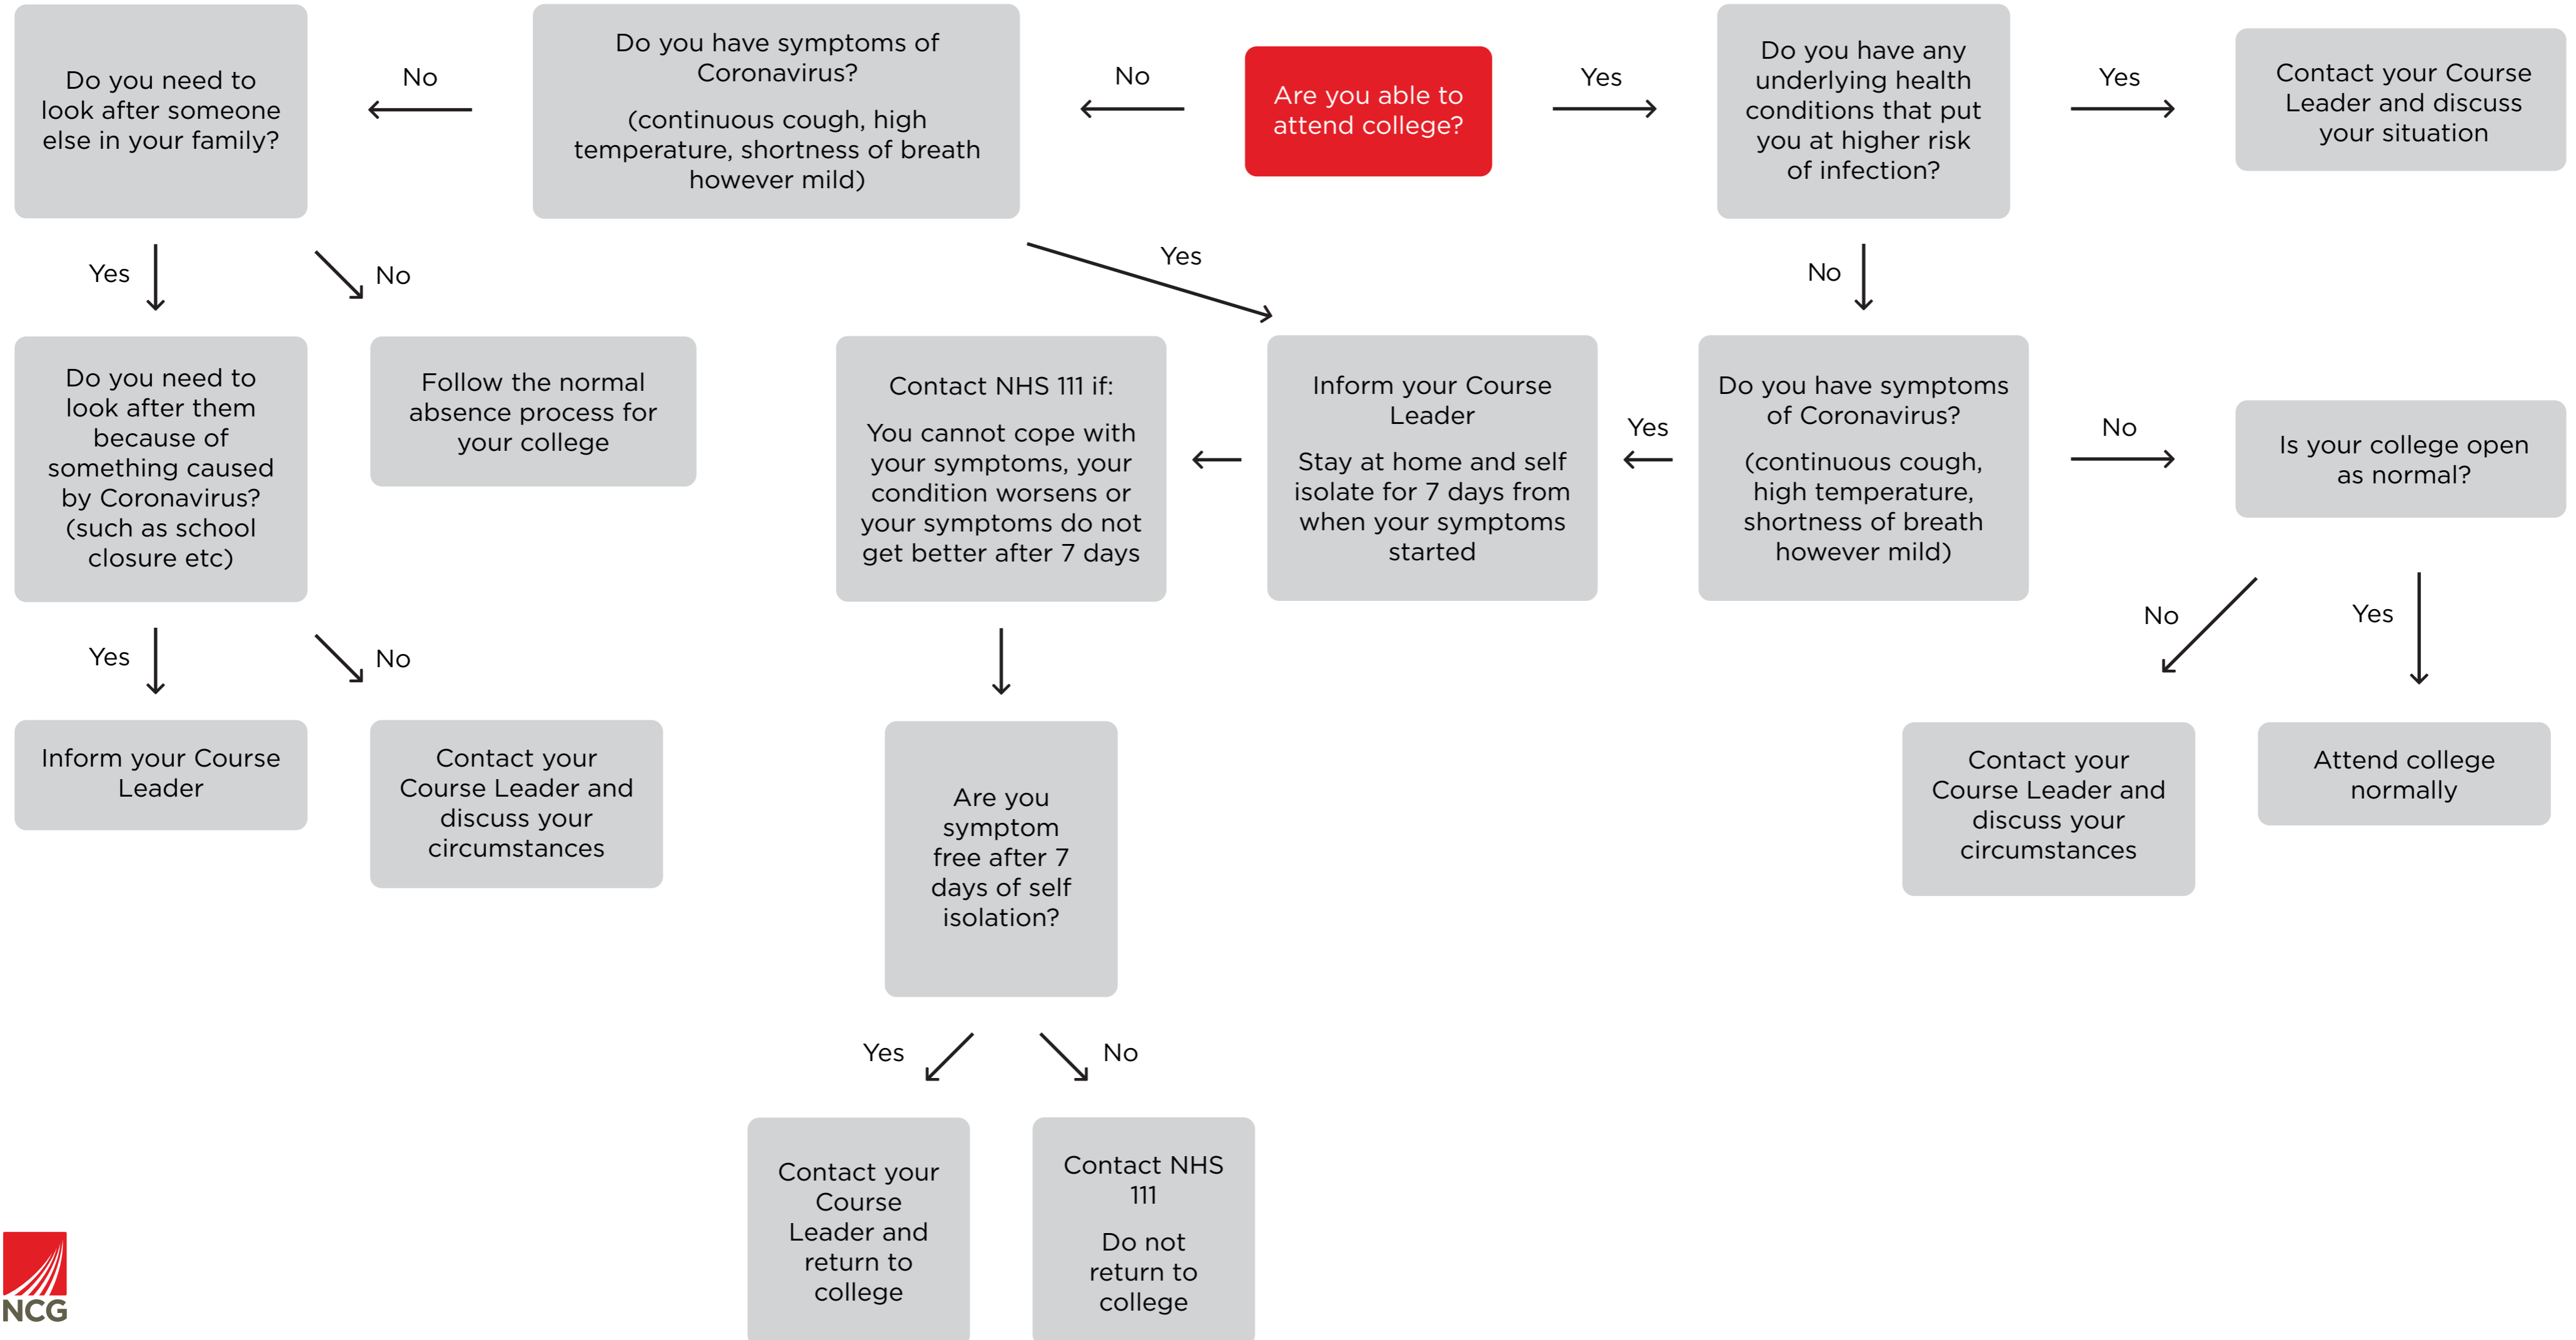 Do you need to
look after someone
else in your family?
No
Do you have symptoms of
Coronavirus?
(continuous cough, high
temperature, shortness of breath
however mild)
No
Are you able to
attend college?
Yes
Do you have any
underlying health
conditions that put
you at higher risk
of infection?
Yes
Contact your Course
Leader and discuss
your situation
Yes
No
Yes
No
Do you need to
look after them
because of
something caused
by Coronavirus?
(such as school
closure etc)
Follow the normal
absence process for
your college
Contact NHS 111 if:
You cannot cope with
your symptoms, your
condition worsens or
your symptoms do not
get better after 7 days
Inform your Course
Leader
Stay at home and self
isolate for 7 days from
when your symptoms
started
Yes
Do you have symptoms
of Coronavirus?
(continuous cough,
high temperature,
shortness of breath
however mild)
No
Is your college open
as normal?
Yes
No
No
Yes
Inform your Course
Leader
Contact your
Course Leader and
discuss your
circumstances
Are you
symptom
free after 7
days of self
isolation?
Contact your
Course Leader and
discuss your
circumstances
Attend college
normally
Yes
No
Contact your
Course
Leader and
return to
college
Contact NHS
111
Do not
return to
college
NCG